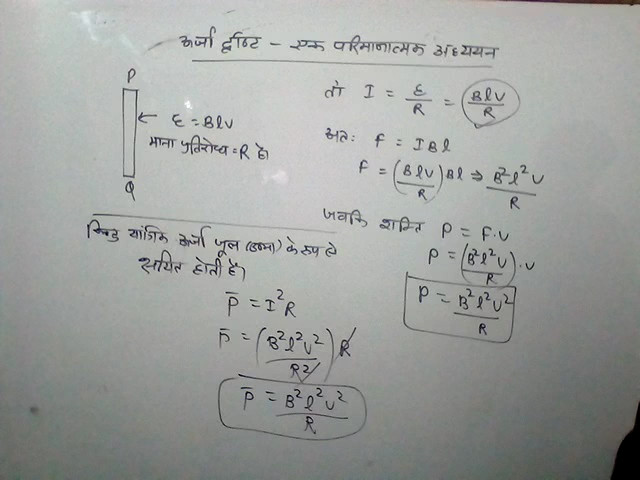 ऊर्जा दृष्टि - एक परिमाणात्मक अध्ययन
P
← ε = Blv
माना प्रतिरोध = R है।
Q
तो I = ε/R = Blv/R
अतः F = IBl
F = (Blv/R) Bl ⇒ B²l²v/R
जबकि शक्ति P = F.v
P = (B²l²v/R).v
P = B²l²v²/R
किन्तु यांत्रिक ऊर्जा जूल (ऊष्मा) के रूप में
क्षयित होती है।
P̄ = I²R
P̄ = (B²l²v²/R²) R
P̄ = B²l²v²/R